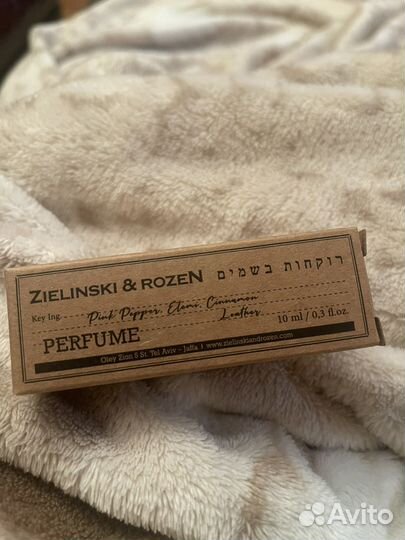 ZIELINSKI & ROZEN רוקחות בשמים
Key Ing. Pink Pepper, Elemi, Cinnamon
Leather
PERFUME 10 ml / 0,3 fl.oz.
Oley Zion 5 St. Tel Aviv - Jaffa I www.zielinskiandrozen.com
Avito